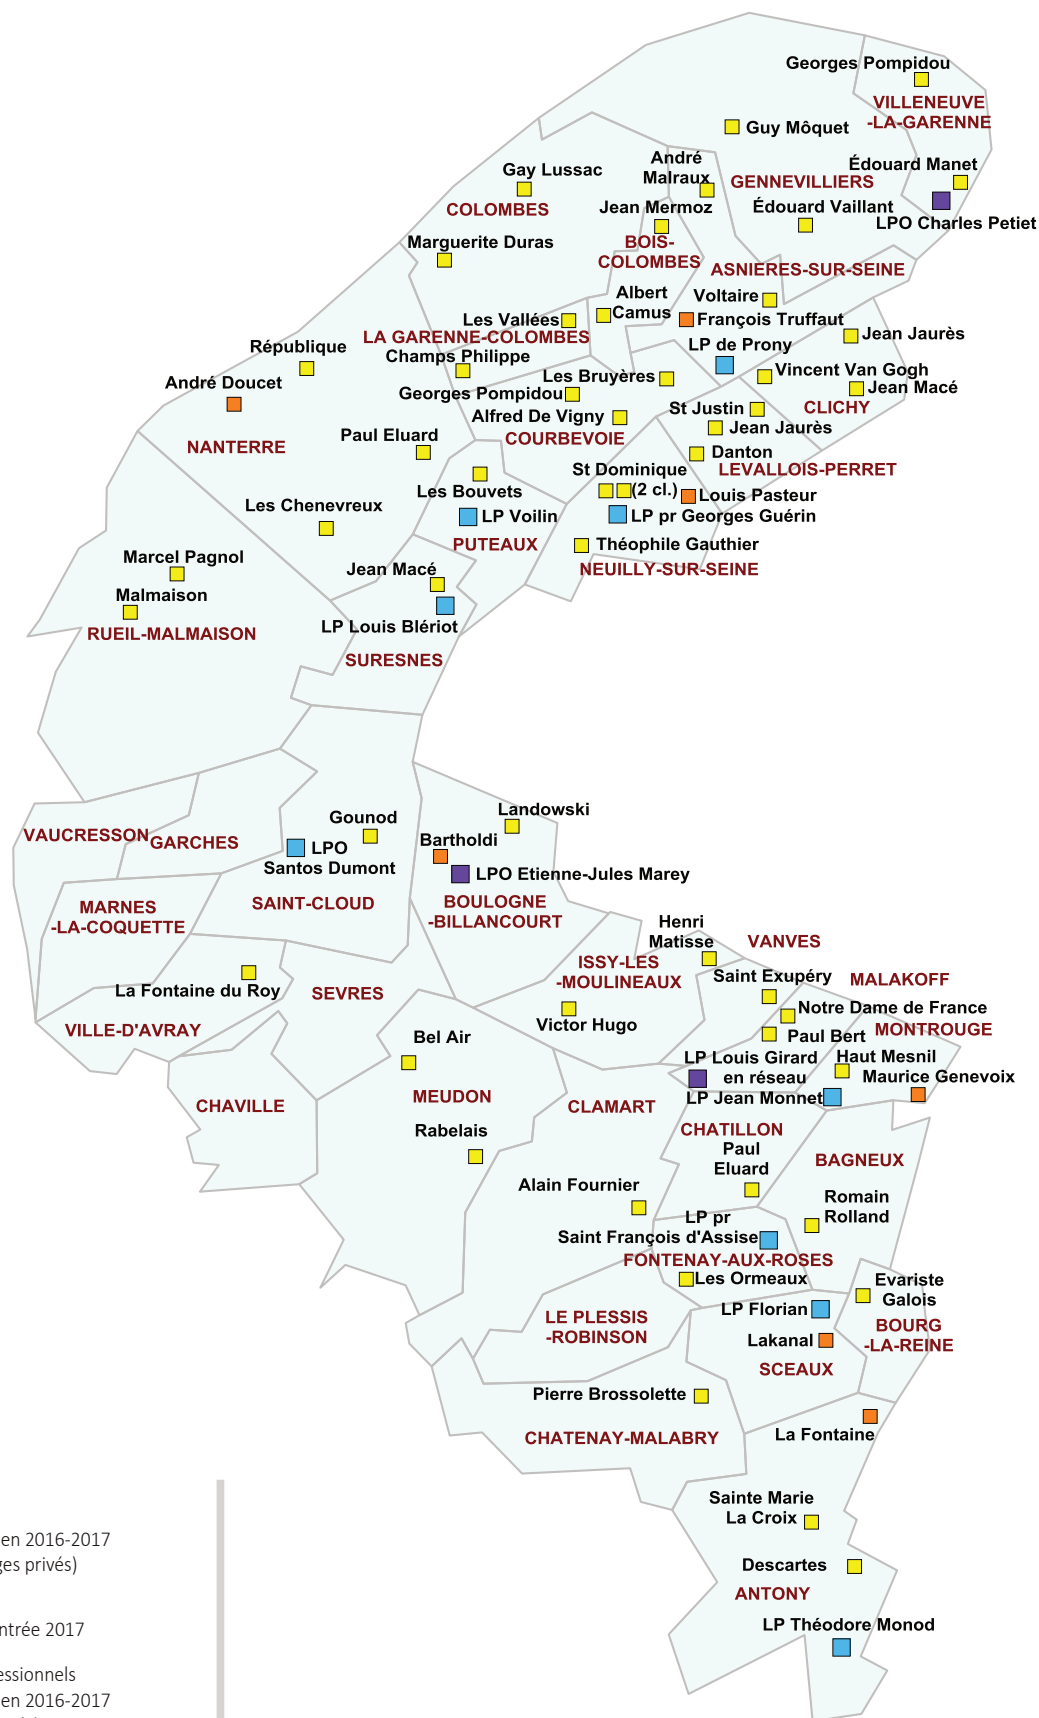 Georges Pompidou
VILLENEUVE
-LA-GARENNE
Guy Môquet
André
Malraux
Édouard Manet
Gay Lussac
GENNEVILLIERS
COLOMBES
Jean Mermoz
Édouard Vaillant
LPO Charles Petiet
Marguerite Duras
BOIS-
COLOMBES
ASNIERES-SUR-SEINE
Albert
Camus
Voltaire
Les Vallées
François Truffaut
Jean Jaurès
LA GARENNE-COLOMBES
République
LP de Prony
Champs Philippe
Vincent Van Gogh
André Doucet
Les Bruyères
Jean Macé
Georges Pompidou
St Justin
CLICHY
Alfred De Vigny
Jean Jaurès
Paul Eluard
COURBEVOIE
NANTERRE
Danton
LEVALLOIS-PERRET
St Dominique
(2 cl.)
Les Bouvets
Louis Pasteur
Les Chenevreux
LP Voilin
LP pr Georges Guérin
PUTEAUX
Théophile Gauthier
Marcel Pagnol
Jean Macé
NEUILLY-SUR-SEINE
Malmaison
LP Louis Blériot
RUEIL-MALMAISON
SURESNES
Landowski
Gounod
VAUCRESSON
GARCHES
Bartholdi
LPO
Santos Dumont
LPO Etienne-Jules Marey
MARNES
-LA-COQUETTE
SAINT-CLOUD
BOULOGNE
-BILLANCOURT
Henri
Matisse
VANVES
ISSY-LES
-MOULINEAUX
Saint Exupéry
MALAKOFF
La Fontaine du Roy
SEVRES
Notre Dame de France
VILLE-D'AVRAY
Victor Hugo
Paul Bert
MONTROUGE
Bel Air
LP Louis Girard
en réseau
Haut Mesnil
Maurice Genevoix
MEUDON
LP Jean Monnet
CHAVILLE
CLAMART
Rabelais
CHATILLON
Paul
Eluard
BAGNEUX
Alain Fournier
Romain
Rolland
LP pr
Saint François d'Assise
FONTENAY-AUX-ROSES
Les Ormeaux
Evariste
Galois
LE PLESSIS
-ROBINSON
LP Florian
BOURG
-LA-REINE
Lakanal
SCEAUX
Pierre Brossolette
La Fontaine
CHATENAY-MALABRY
Sainte Marie
La Croix
Descartes
ANTONY
LP Théodore Monod
en 2016-2017
ges privés)
ntrée 2017
essionnels
en 2016-2017